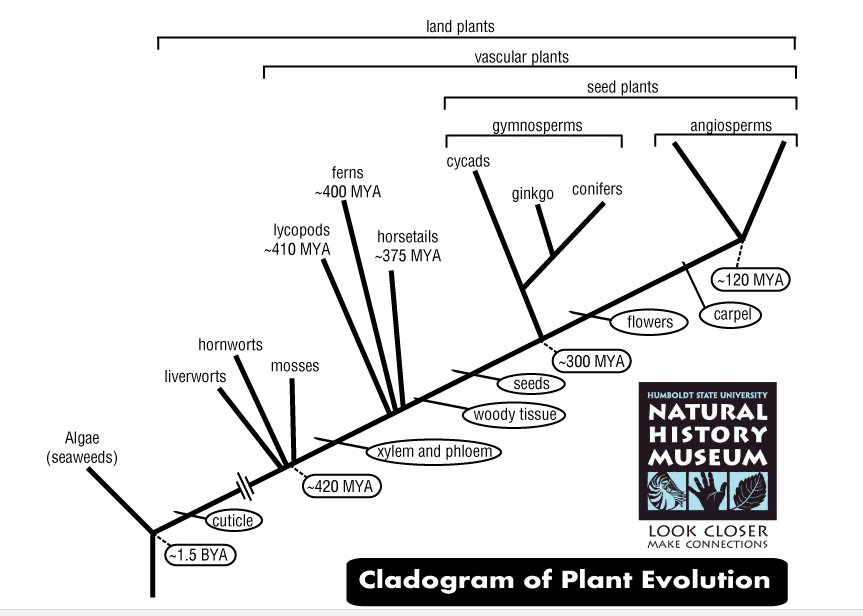 land plants
vascular plants
seed plants
gymnosperms
angiosperms
cycads
ginkgo
conifers
ferns
~400 MYA
lycopods
~410 MYA
horsetails
~375 MYA
~120 MYA
carpel
flowers
hornworts
liverworts
mosses
~300 MYA
seeds
woody tissue
xylem and phloem
Algae
(seaweeds)
~420 MYA
cuticle
~1.5 BYA
HUMBOLDT STATE UNIVERSITY
NATURAL
HISTORY
MUSEUM
LOOK CLOSER
MAKE CONNECTIONS
Cladogram of Plant Evolution